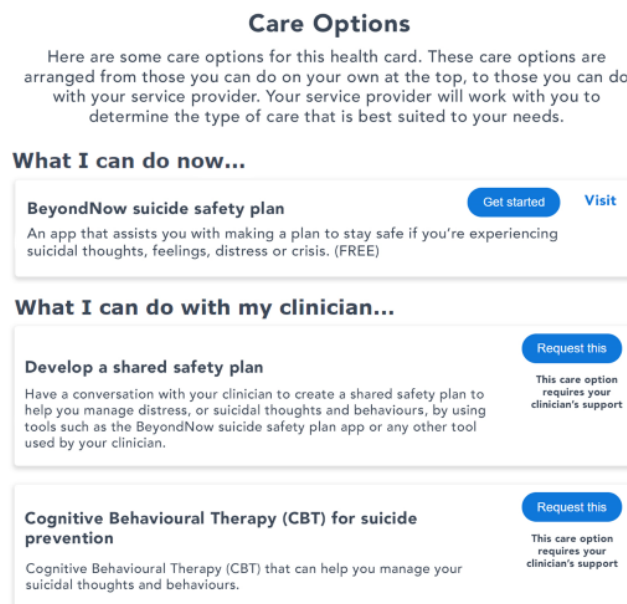 Care Options
Here are some care options for this health card. These care options are
arranged from those you can do on your own at the top, to those you can do
with your service provider. Your service provider will work with you to
determine the type of care that is best suited to your needs.
What I can do now...
BeyondNow suicide safety plan
Get started
Visit
An app that assists you with making a plan to stay safe if you're experiencing
suicidal thoughts, feelings, distress or crisis. (FREE)
What I can do with my clinician...
Develop a shared safety plan
Request this
Have a conversation with your clinician to create a shared safety plan to
help you manage distress, or suicidal thoughts and behaviours, by using
tools such as the BeyondNow suicide safety plan app or any other tool
used by your clinician.
This care option
requires your
clinician's support
Cognitive Behavioural Therapy (CBT) for suicide
prevention
Request this
Cognitive Behavioural Therapy (CBT) that can help you manage your
suicidal thoughts and behaviours.
This care option
requires your
clinician's support